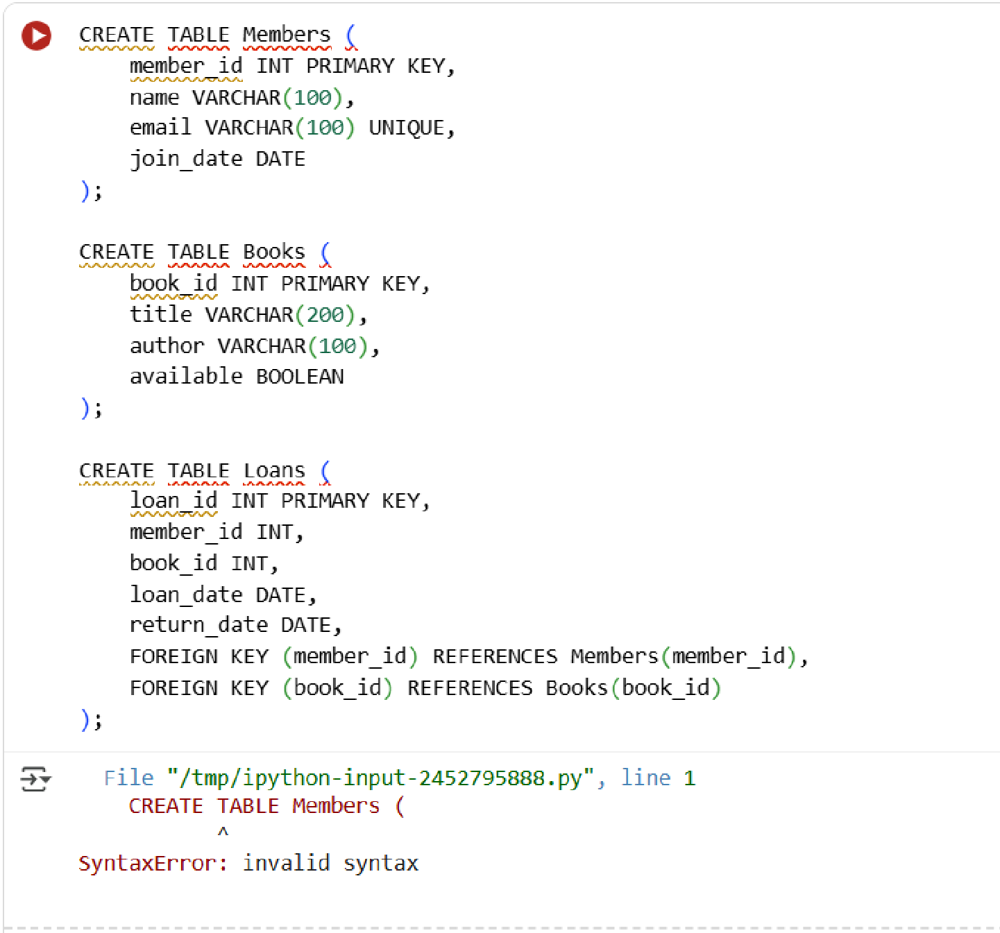 CREATE TABLE Members (
    member_id INT PRIMARY KEY,
    name VARCHAR(100),
    email VARCHAR(100) UNIQUE,
    join_date DATE
);

CREATE TABLE Books (
    book_id INT PRIMARY KEY,
    title VARCHAR(200),
    author VARCHAR(100),
    available BOOLEAN
);

CREATE TABLE Loans (
    loan_id INT PRIMARY KEY,
    member_id INT,
    book_id INT,
    loan_date DATE,
    return_date DATE,
    FOREIGN KEY (member_id) REFERENCES Members(member_id),
    FOREIGN KEY (book_id) REFERENCES Books(book_id)
);

  File "/tmp/ipython-input-2452795888.py", line 1
    CREATE TABLE Members (
           ^
SyntaxError: invalid syntax